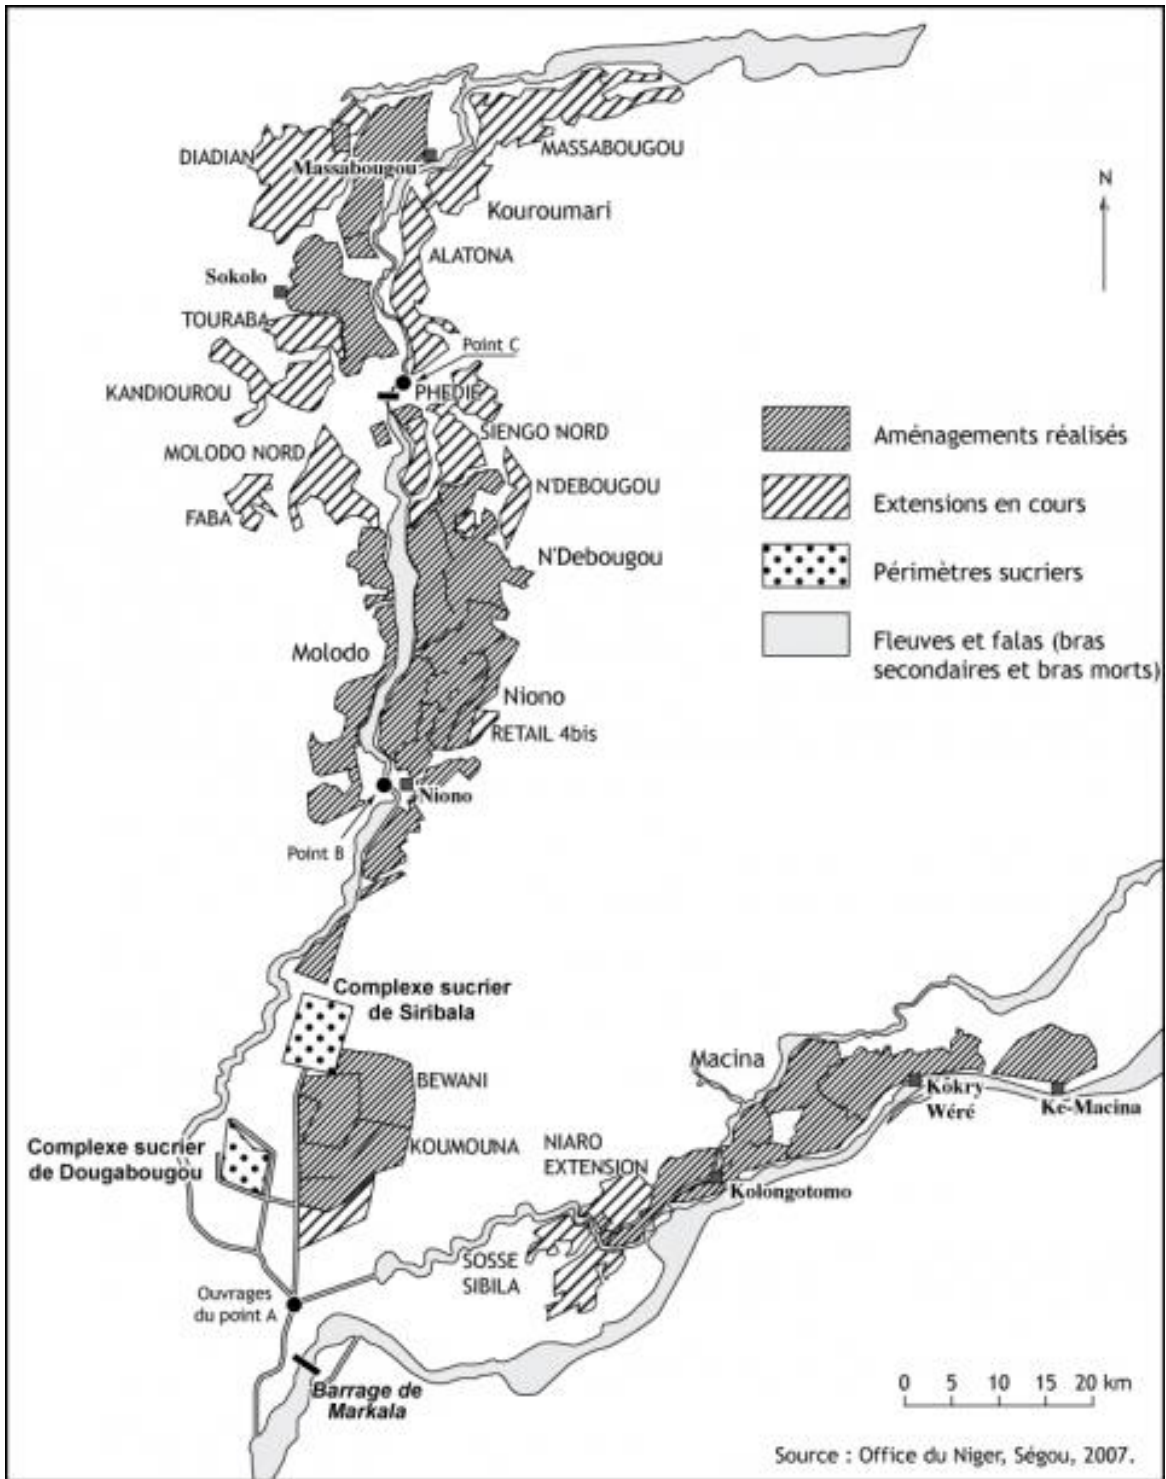 MASSABOUGOU
DIADIAN
Massabougou
N
Kouroumari
ALATONA
Sokolo
TOURABA
Point C
KANDIOUROU
PHEDIE
SIENGO NORD
MOLODO NORD
N'DEBOUGOU
FABA
N'Debougou
Aménagements réalisés
Extensions en cours
Périmètres sucriers
Fleuves et falas (bras
secondaires et bras morts)
Molodo
Niono
RETAIL 4bis
Niono
Point B
Complexe sucrier
de Siribala
BEWANI
Macina
Kókry
Wéré
Ké-Macina
Complexe sucrier
de Dougabougou
KOUMOUNA
NIARO
EXTENSION
Kolongotomo
SOSSE
SIBILA
Ouvrages
du point A
Barrage de
Markala
0 5 10 15 20 km
Source : Office du Niger, Ségou, 2007.